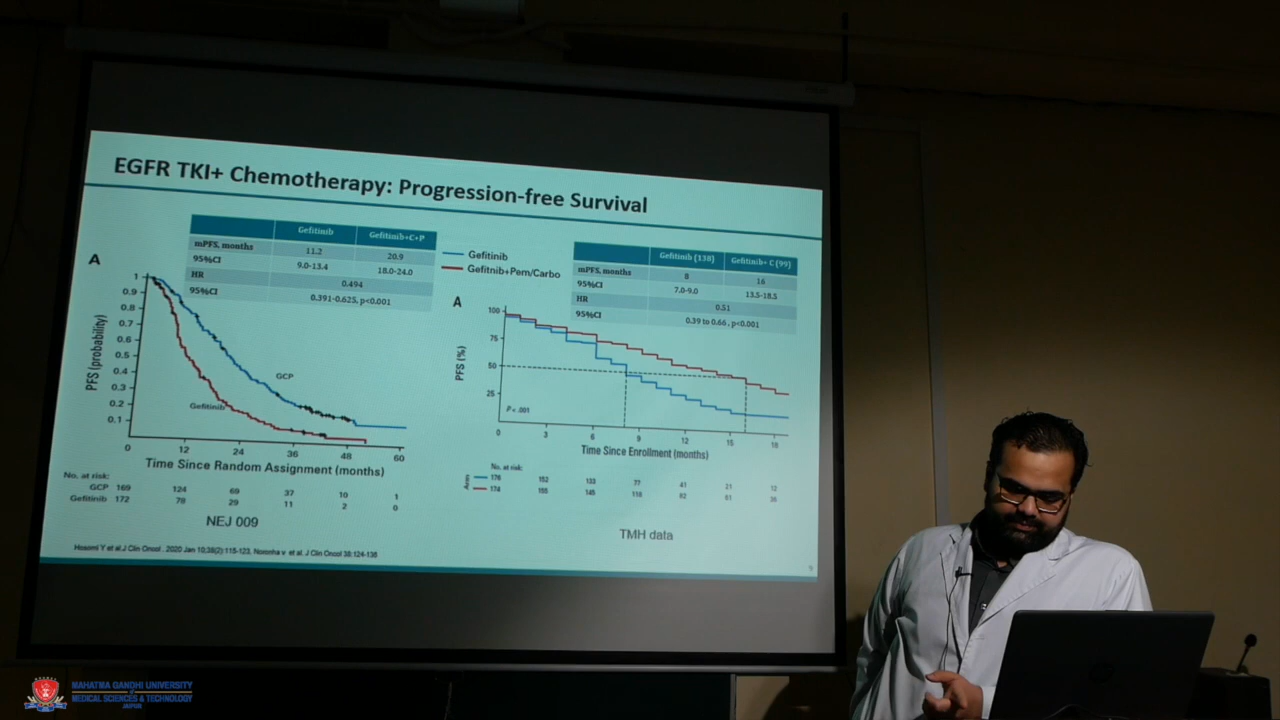 EGFR TKI+ Chemotherapy: Progression-free Survival
Gefitinib Gefitinib+C+P
mPFS, months 11.2 20.9
95%CI 9.0-13.4 18.0-24.0
HR 0.494
95%CI 0.391-0.625, p<0.001
Gefitinib
Gefitnib+Pem/Carbo
Gefitinib (138) Gefitinib+ C (99)
mPFS, months 8 16
95%CI 7.0-9.0 13.5-18.5
HR 0.51
95%CI 0.39 to 0.66, p<0.001
A
PFS (probability)
1
0.9
0.8
0.7
0.6
0.5
0.4
0.3
0.2
0.1
GCP
Gefitinib
0 12 24 36 48 60
Time Since Random Assignment (months)
No. at risk:
GCP 169 124 69 37 10 1
Gefitinib 172 78 29 11 2 0
NEJ 009
A
PFS (%)
100
75
50
25
P < .001
0 3 6 9 12 15 18
Time Since Enrollment (months)
No. at risk:
Arms
176 152 133 77 41 21 12
174 145 118 82 51
TMH data
Hosomi Y et al.J Clin Oncol . 2020 Jan 10;38(2):115-123, Noronha v et al. J Clin Oncol 38:124-136
9
MAHATMA GANDHI UNIVERSITY
of
MEDICAL SCIENCES & TECHNOLOGY
JAIPUR